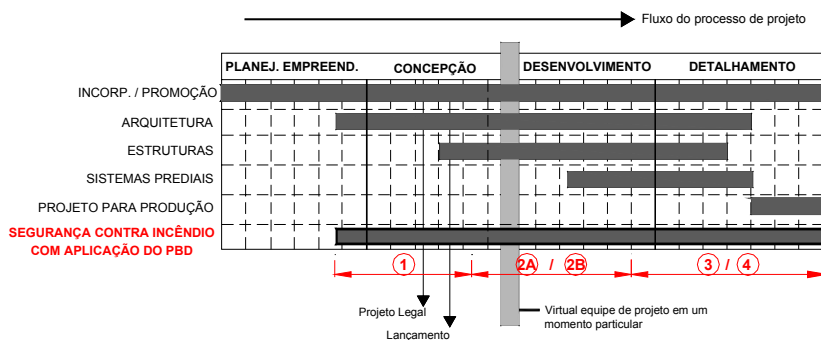 Fluxo do processo de projeto
PLANEJ. EMPREEND.
CONCEPÇÃO
DESENVOLVIMENTO
DETALHAMENTO
INCORP. / PROMOÇÃO
ARQUITETURA
ESTRUTURAS
SISTEMAS PREDIAIS
PROJETO PARA PRODUÇÃO
SEGURANÇA CONTRA INCÊNDIO
COM APLICAÇÃO DO PBD
1
2A / 2B
3 / 4
Projeto Legal
Lançamento
Virtual equipe de projeto em um
momento particular